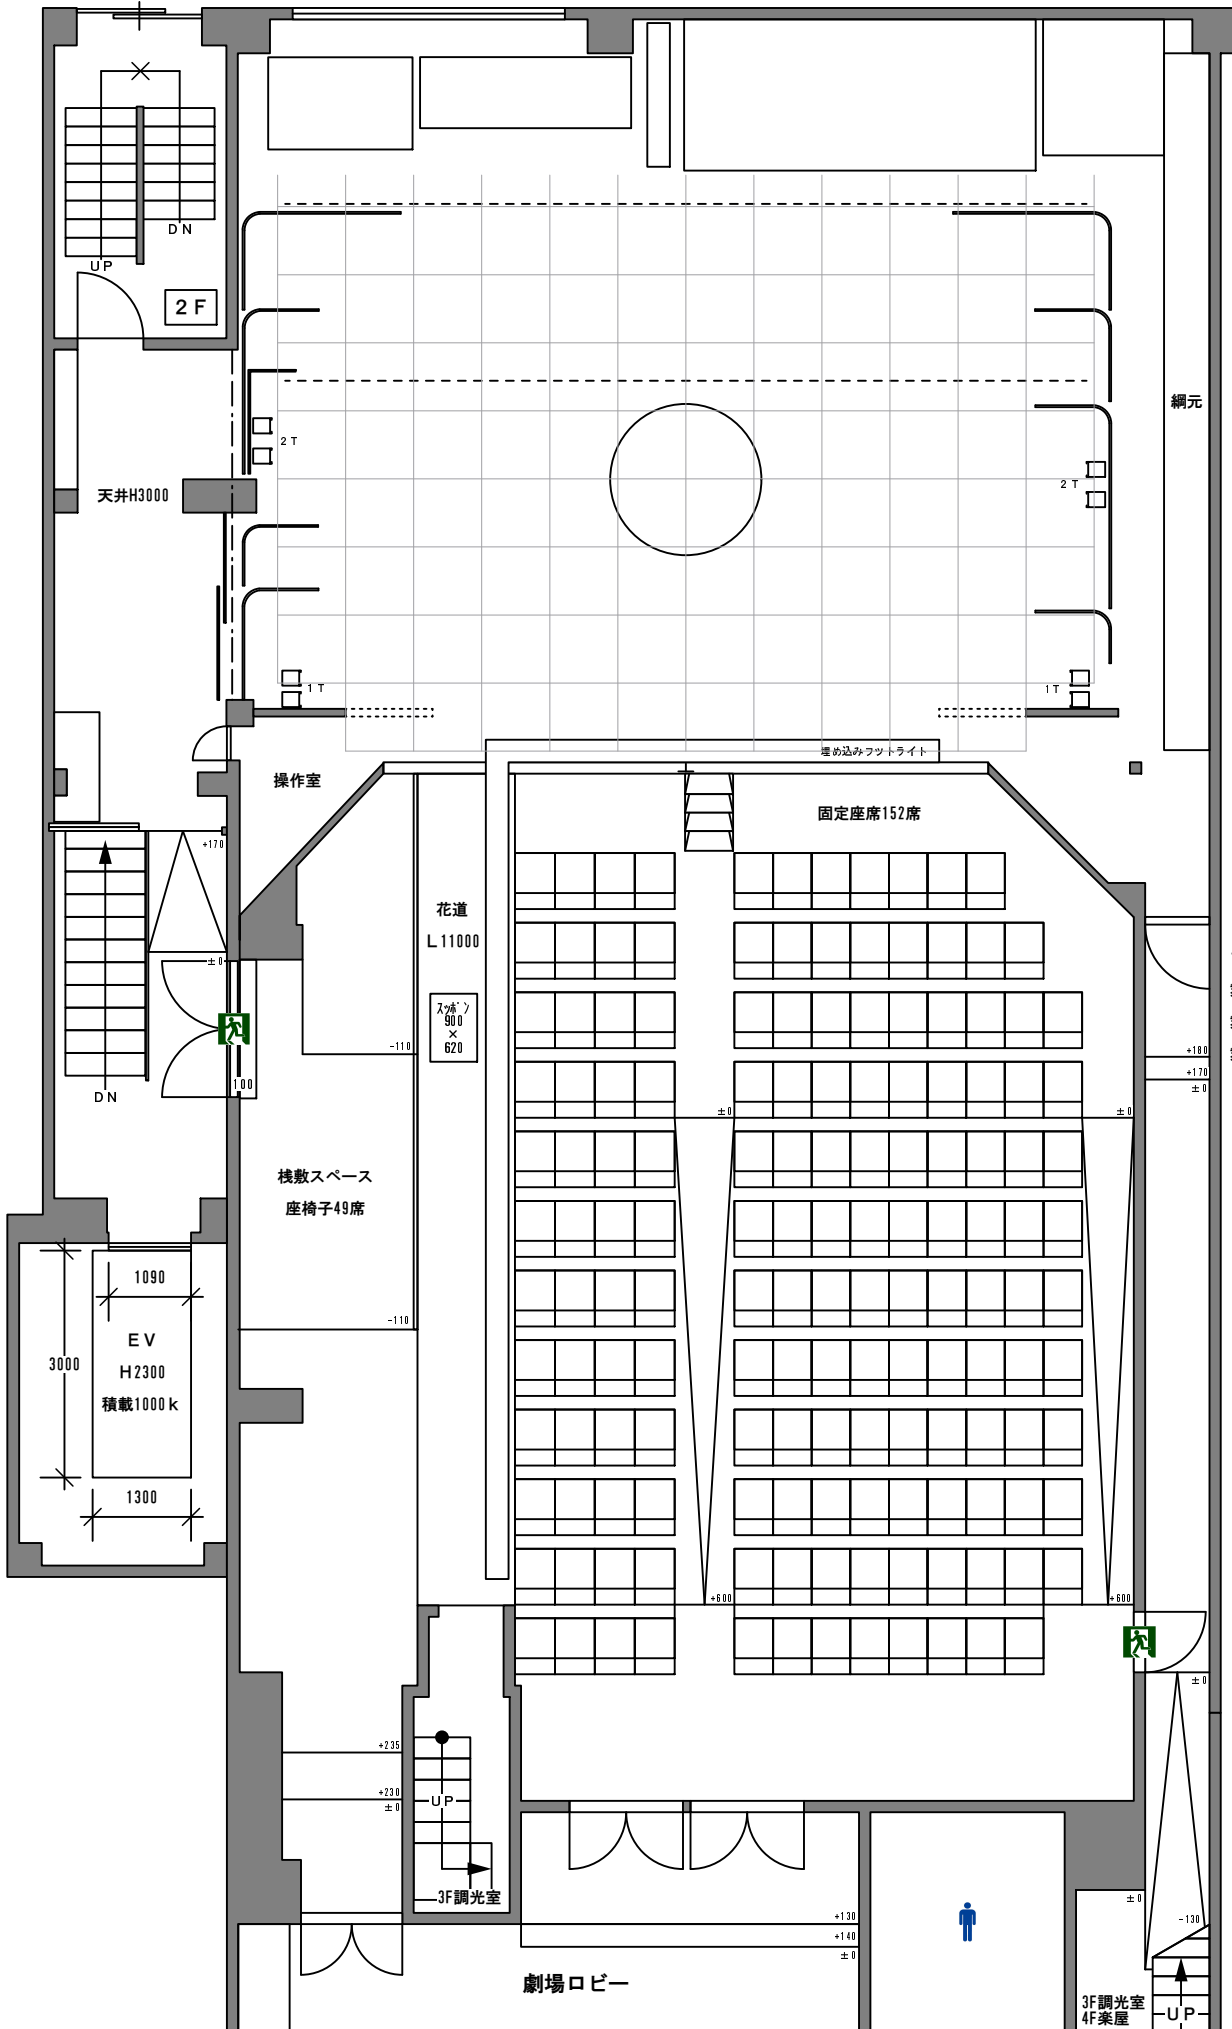 DN
UP
2F
綱元
2T
2T
天井H3000
1T
1T
埋め込みフットライト
操作室
固定座席152席
+170
花道
L11000
±0
スッポン
900
×
620
-110
+180
+170
±0
100
DN
±0
±0
桟敷スペース
座椅子49席
1090
-110
EV
H2300
積載1000k
3000
1300
+600
+600
±0
+235
+230
±0
UP
3F調光室
±0
+130
-130
+140
±0
劇場ロビー
3F調光室
4F楽屋
UP